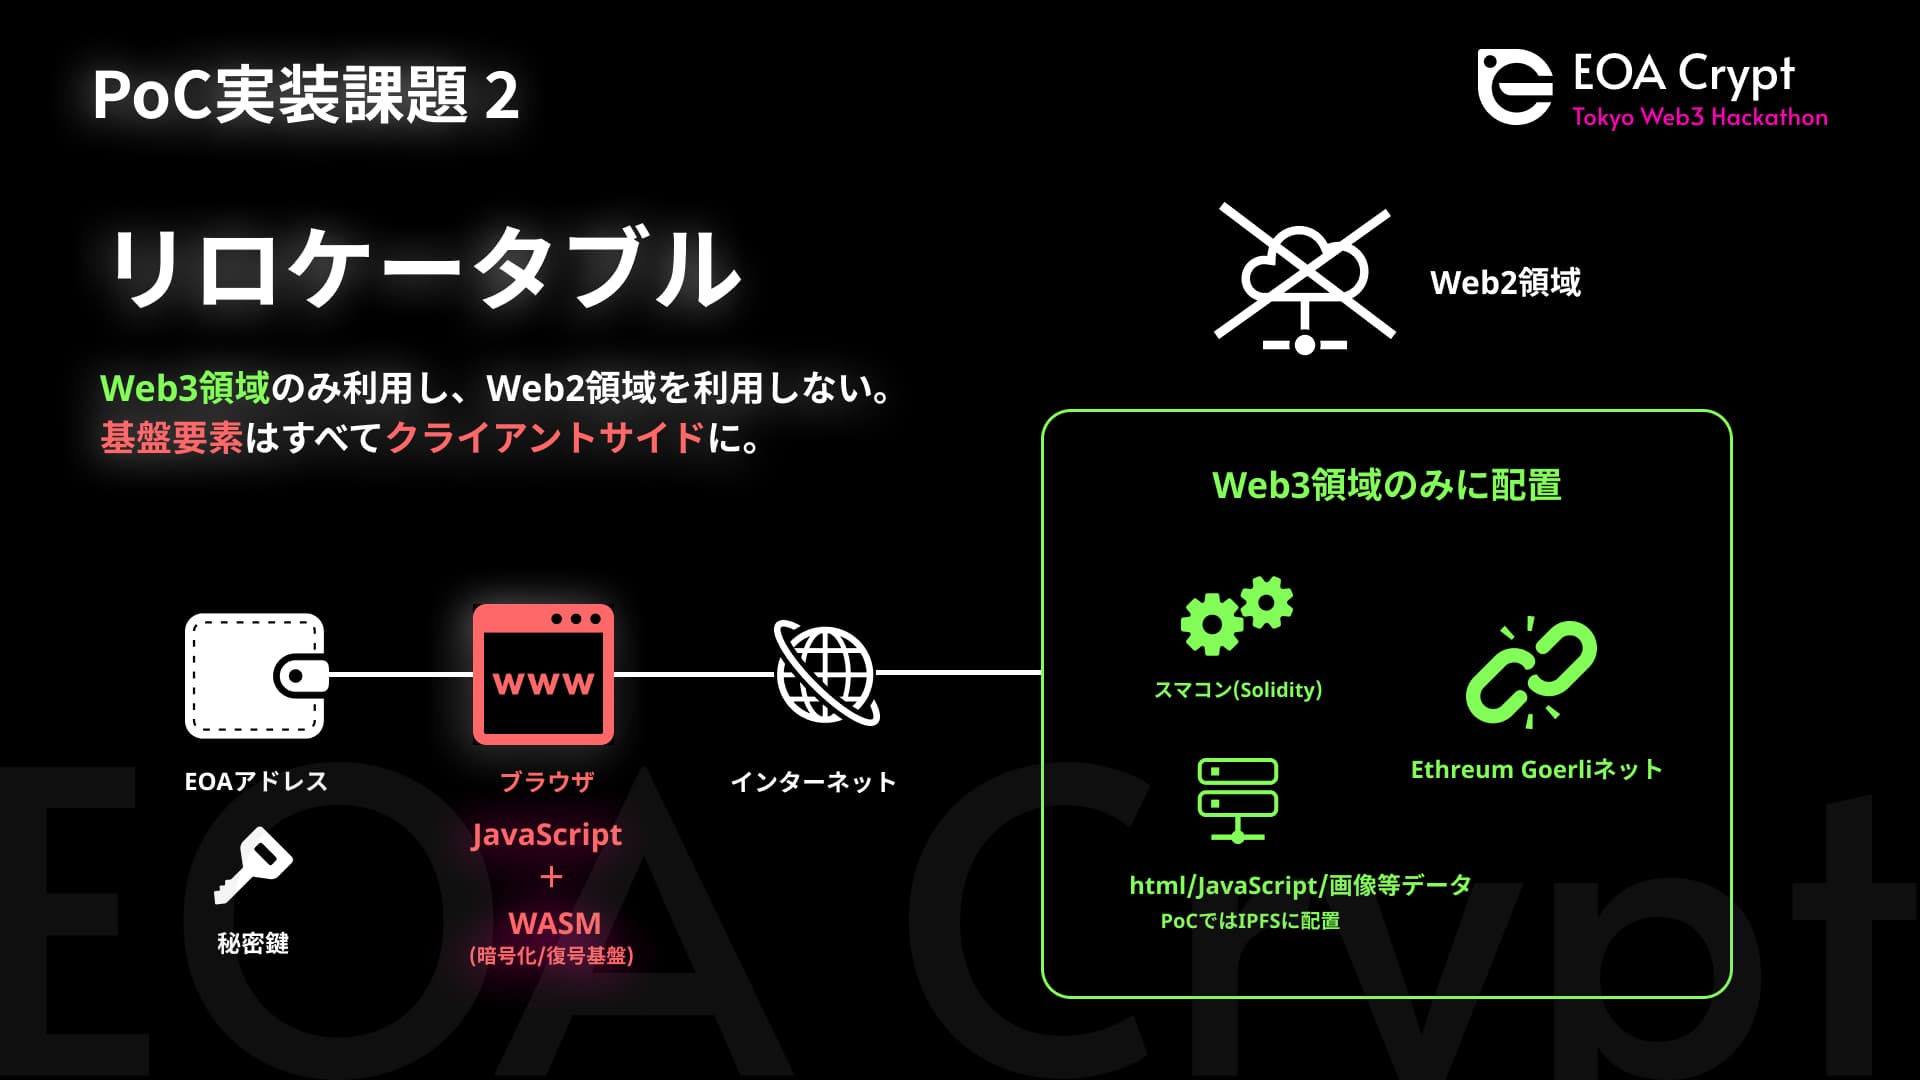 PoC実装課題 2
EOA Crypt
Tokyo Web3 Hackathon
リロケータブル
Web2領域
Web3領域のみ利用し、Web2領域を利用しない。
基盤要素はすべてクライアントサイドに。
Web3領域のみに配置
www
スマコン(Solidity)
Ethreum Goerliネット
EOAアドレス
ブラウザ
インターネット
JavaScript
＋
WASM
(暗号化/復号基盤)
秘密鍵
html/JavaScript/画像等データ
PoCではIPFSに配置
EOA Crypt